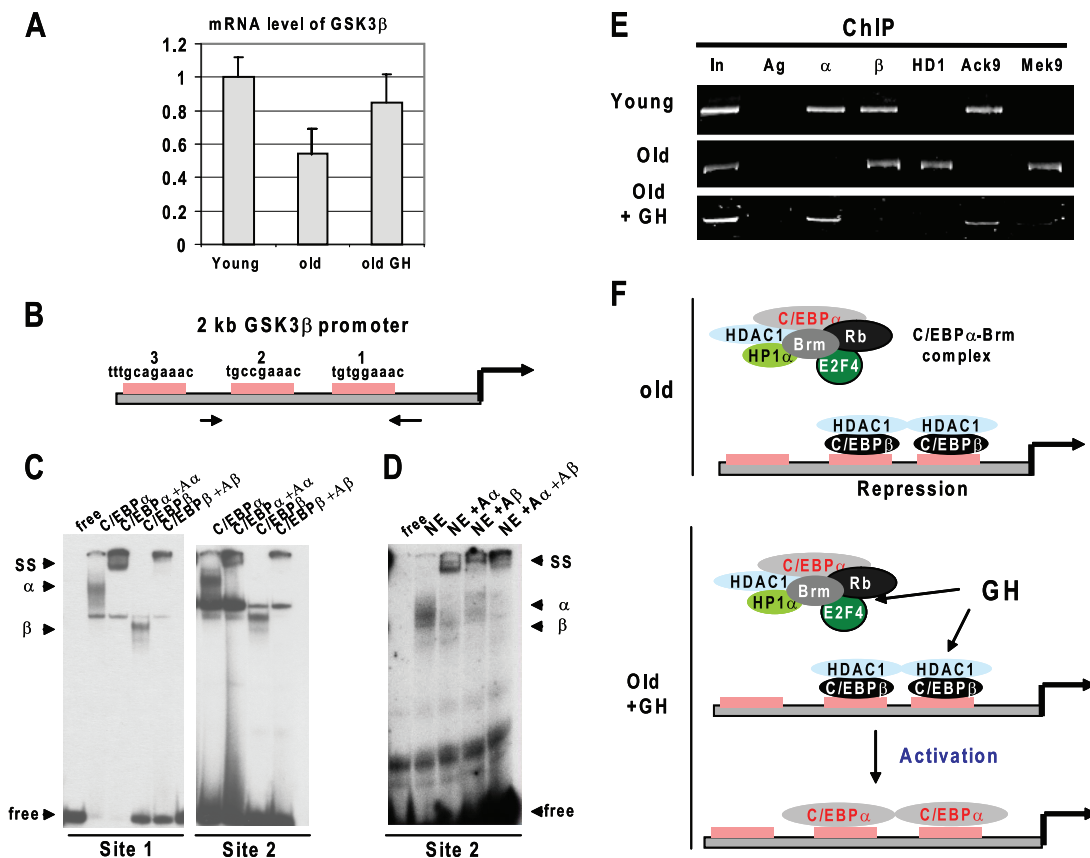 A
mRNA level of GSK3β
1.2
1
0.8
0.6
0.4
0.2
0
Young old old GH
B
2 kb GSK3β promoter
3 2 1
tttgcagaaac tgccgaaac tgtggaaac
C
free
C/EBPα
C/EBPα+Aα
C/EBPβ
C/EBPβ+Aβ
C/EBPα
C/EBPα+Aα
C/EBPβ
C/EBPβ+Aβ
SS
α
β
free
Site 1 Site 2
D
free
NE
NE+Aα
NE+Aβ
NE+Aα+Aβ
SS
α
β
free
Site 2
E
ChIP
In Ag α β HD1 Ack9 Mek9
Young
Old
Old
+ GH
F
old
C/EBPα
HDAC1 Rb
Brm
HP1α
E2F4
C/EBPα-Brm
complex
HDAC1 HDAC1
C/EBPβ C/EBPβ
Repression
Old
+GH
C/EBPα
HDAC1 Rb
Brm
HP1α
E2F4
GH
HDAC1 HDAC1
C/EBPβ C/EBPβ
Activation
C/EBPα C/EBPα